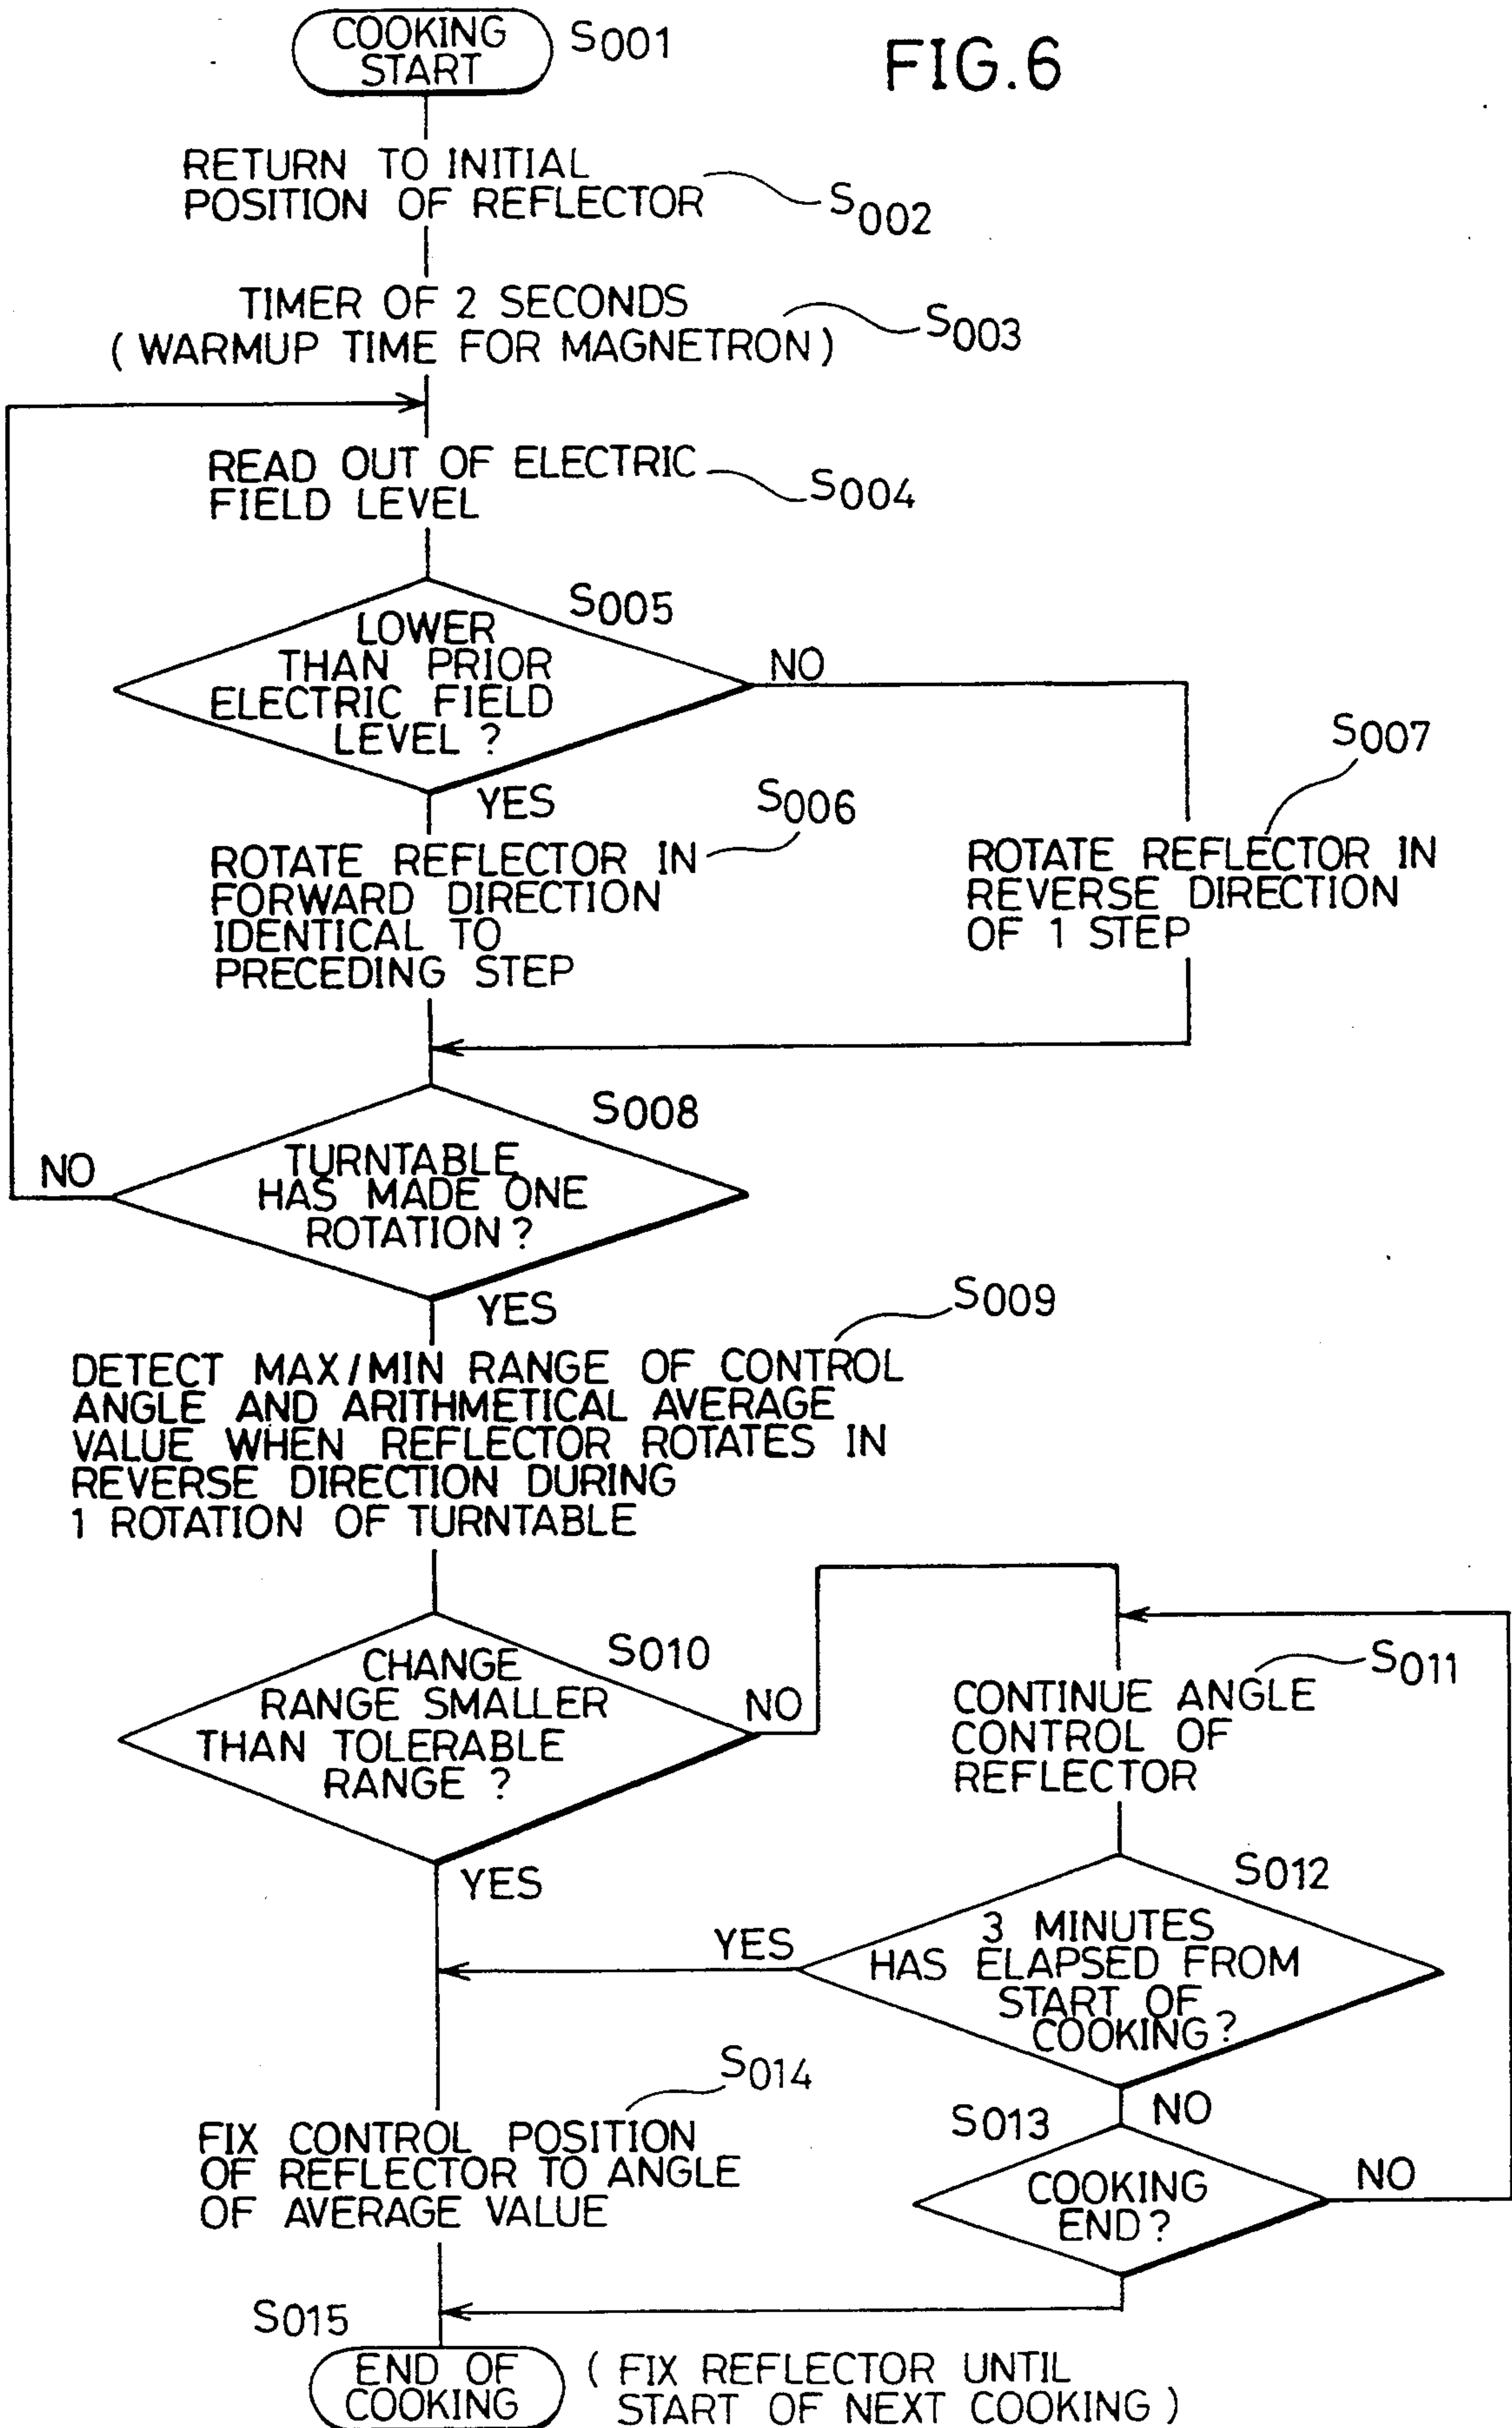 FIG.6
COOKING
START
S001
RETURN TO INITIAL
POSITION OF REFLECTOR
S002
TIMER OF 2 SECONDS
(WARMUP TIME FOR MAGNETRON)
S003
READ OUT OF ELECTRIC
FIELD LEVEL
S004
S005
LOWER
THAN PRIOR
ELECTRIC FIELD
LEVEL?
NO
YES
S006
ROTATE REFLECTOR IN
FORWARD DIRECTION
IDENTICAL TO
PRECEDING STEP
S007
ROTATE REFLECTOR IN
REVERSE DIRECTION
OF 1 STEP
S008
TURNTABLE
HAS MADE ONE
ROTATION?
NO
YES
S009
DETECT MAX/MIN RANGE OF CONTROL
ANGLE AND ARITHMETICAL AVERAGE
VALUE WHEN REFLECTOR ROTATES IN
REVERSE DIRECTION DURING
1 ROTATION OF TURNTABLE
S010
CHANGE
RANGE SMALLER
THAN TOLERABLE
RANGE?
NO
YES
S011
CONTINUE ANGLE
CONTROL OF
REFLECTOR
S012
3 MINUTES
HAS ELAPSED FROM
START OF
COOKING?
YES
NO
S013
COOKING
END?
NO
S014
FIX CONTROL POSITION
OF REFLECTOR TO ANGLE
OF AVERAGE VALUE
S015
END OF
COOKING
(FIX REFLECTOR UNTIL
START OF NEXT COOKING)